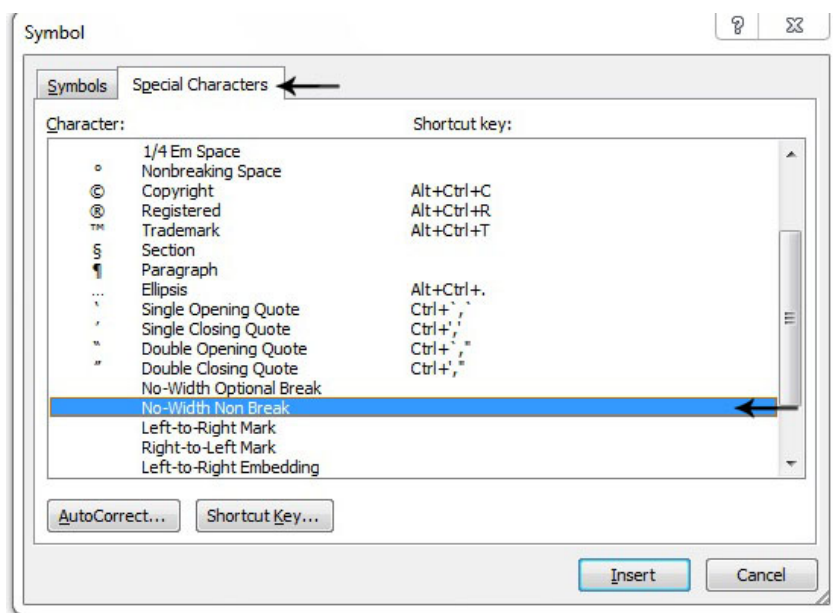 Symbol
Symbols Special Characters
Character: Shortcut key:
1/4 Em Space
° Nonbreaking Space
© Copyright Alt+Ctrl+C
® Registered Alt+Ctrl+R
™ Trademark Alt+Ctrl+T
§ Section
¶ Paragraph
… Ellipsis Alt+Ctrl+.
‘ Single Opening Quote Ctrl+`,`
’ Single Closing Quote Ctrl+','
“ Double Opening Quote Ctrl+`,"
” Double Closing Quote Ctrl+',"
No-Width Optional Break
No-Width Non Break
Left-to-Right Mark
Right-to-Left Mark
Left-to-Right Embedding
AutoCorrect... Shortcut Key...
Insert Cancel